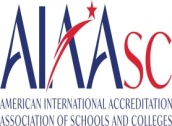 AIAASC
AMERICAN INTERNATIONAL ACCREDITATION
ASSOCIATION OF SCHOOLS AND COLLEGES